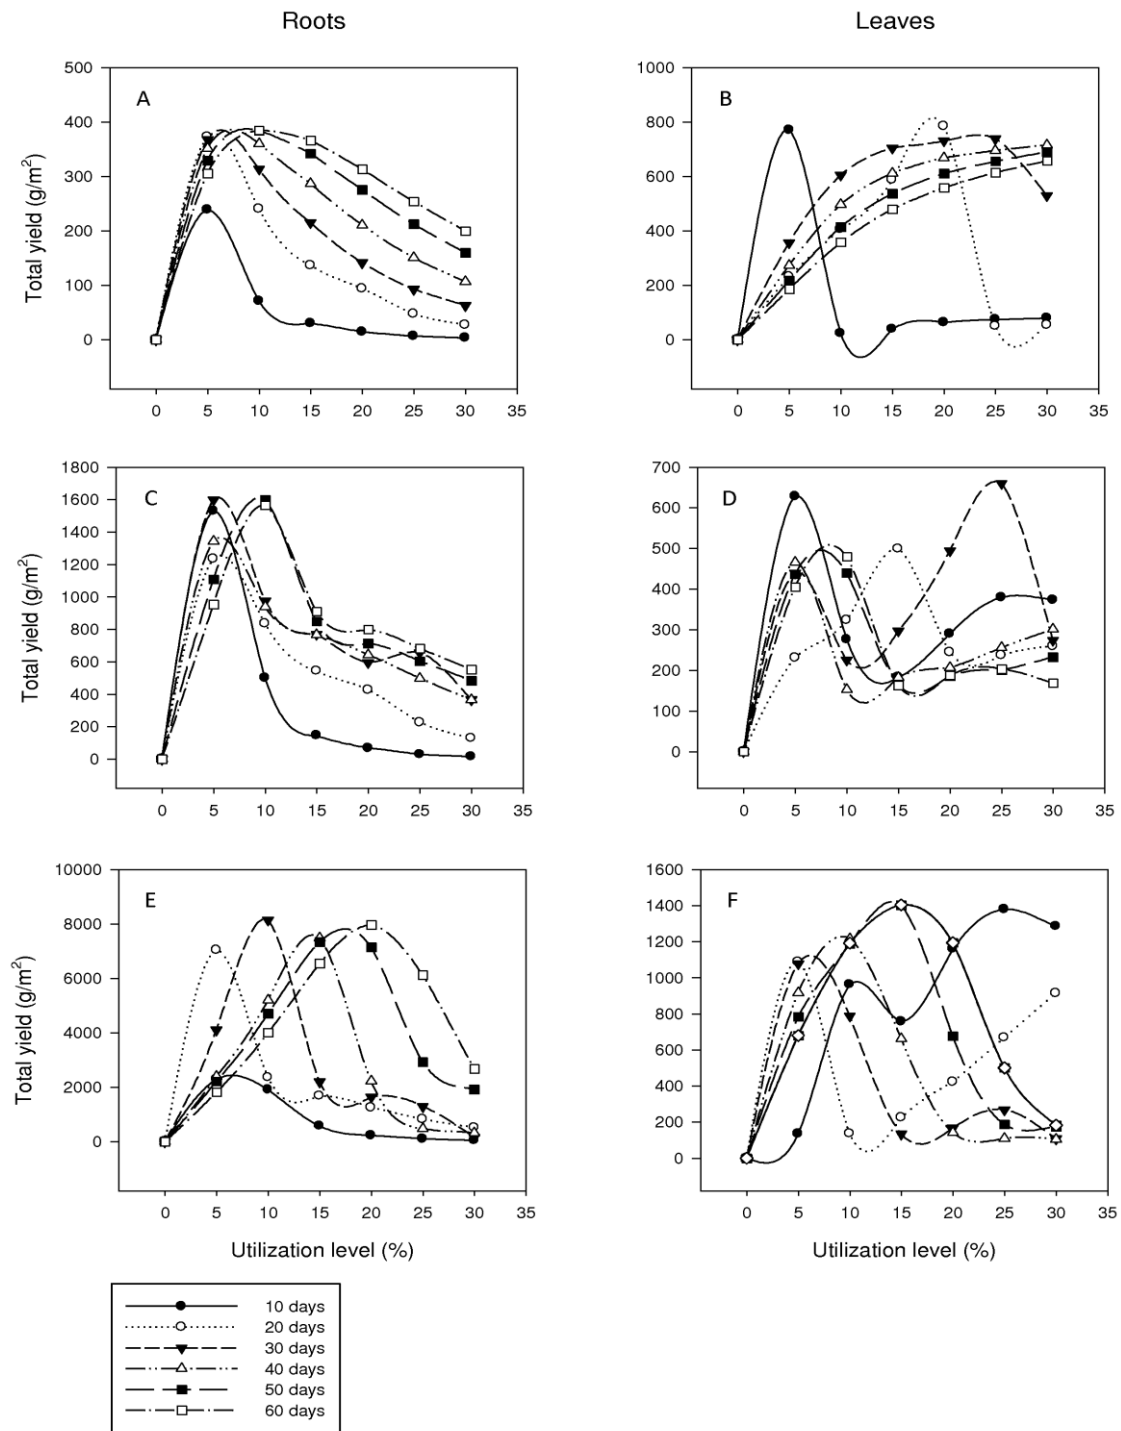 Roots
Leaves
A
Total yield (g/m²)
500
400
300
200
100
0
0 5 10 15 20 25 30 35
B
1000
800
600
400
200
0
0 5 10 15 20 25 30 35
C
Total yield (g/m²)
1800
1600
1400
1200
1000
800
600
400
200
0
0 5 10 15 20 25 30 35
D
700
600
500
400
300
200
100
0
0 5 10 15 20 25 30 35
E
Total yield (g/m²)
10000
8000
6000
4000
2000
0
0 5 10 15 20 25 30 35
Utilization level (%)
F
1600
1400
1200
1000
800
600
400
200
0
0 5 10 15 20 25 30 35
Utilization level (%)
10 days
20 days
30 days
40 days
50 days
60 days